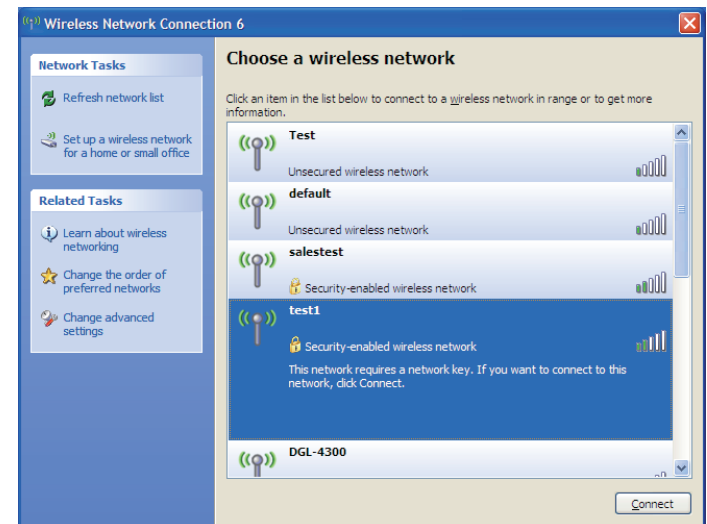 Wireless Network Connection 6
Network Tasks
Refresh network list
Set up a wireless network
for a home or small office
Related Tasks
Learn about wireless
networking
Change the order of
preferred networks
Change advanced
settings
Choose a wireless network
Click an item in the list below to connect to a wireless network in range or to get more
information.
Test
Unsecured wireless network
default
Unsecured wireless network
salestest
Security-enabled wireless network
test1
Security-enabled wireless network
This network requires a network key. If you want to connect to this
network, click Connect.
DGL-4300
Connect